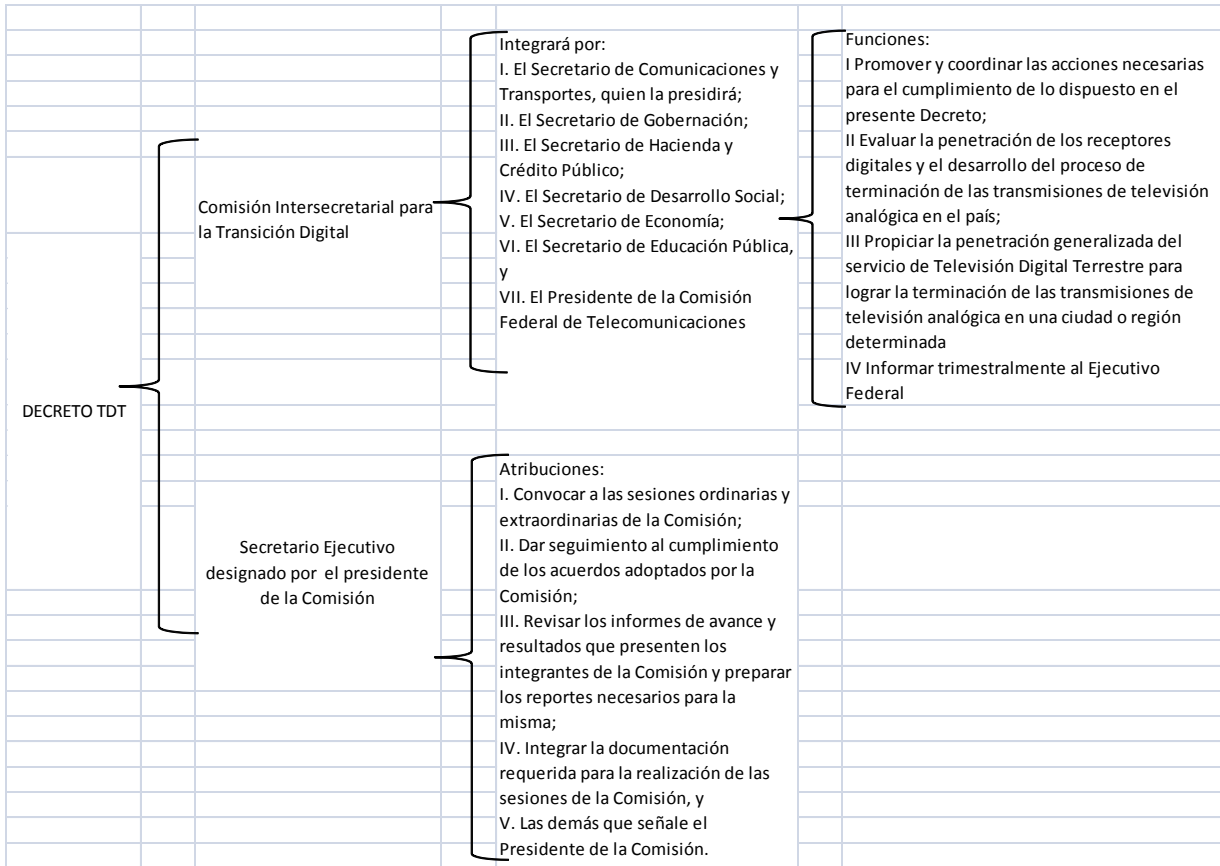 DECRETO TDT
Comisión Intersecretarial para
la Transición Digital
Integrará por:
I. El Secretario de Comunicaciones y
Transportes, quien la presidirá;
II. El Secretario de Gobernación;
III. El Secretario de Hacienda y
Crédito Público;
IV. El Secretario de Desarrollo Social;
V. El Secretario de Economía;
VI. El Secretario de Educación Pública,
y
VII. El Presidente de la Comisión
Federal de Telecomunicaciones
Funciones:
I Promover y coordinar las acciones necesarias
para el cumplimiento de lo dispuesto en el
presente Decreto;
II Evaluar la penetración de los receptores
digitales y el desarrollo del proceso de
terminación de las transmisiones de televisión
analógica en el país;
III Propiciar la penetración generalizada del
servicio de Televisión Digital Terrestre para
lograr la terminación de las transmisiones de
televisión analógica en una ciudad o región
determinada
IV Informar trimestralmente al Ejecutivo
Federal
Secretario Ejecutivo
designado por el presidente
de la Comisión
Atribuciones:
I. Convocar a las sesiones ordinarias y
extraordinarias de la Comisión;
II. Dar seguimiento al cumplimiento
de los acuerdos adoptados por la
Comisión;
III. Revisar los informes de avance y
resultados que presenten los
integrantes de la Comisión y preparar
los reportes necesarios para la
misma;
IV. Integrar la documentación
requerida para la realización de las
sesiones de la Comisión, y
V. Las demás que señale el
Presidente de la Comisión.